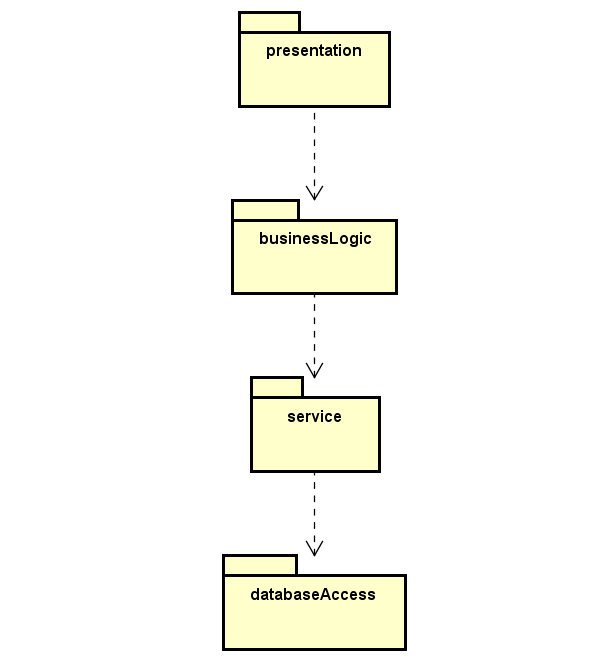 presentation
businessLogic
service
databaseAccess